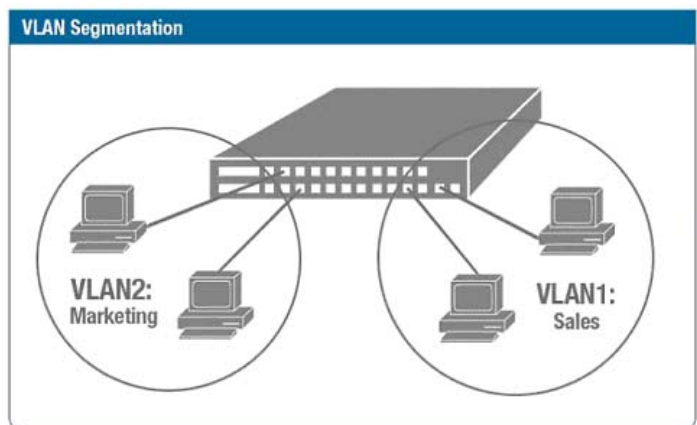 VLAN Segmentation
VLAN2:
Marketing
VLAN1:
Sales